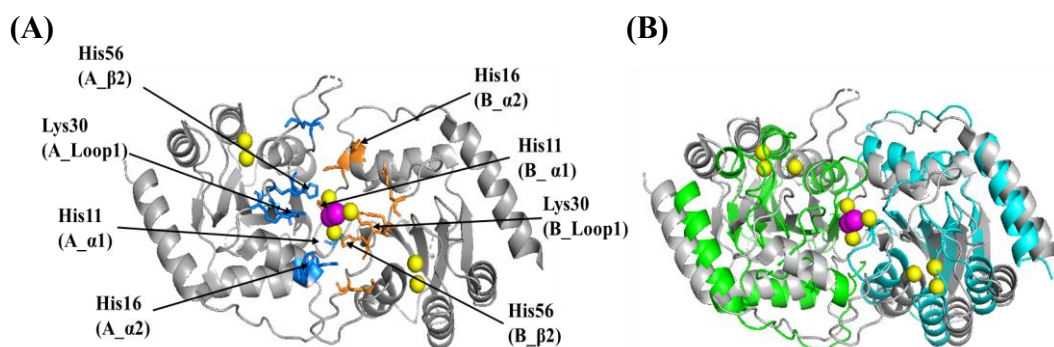 (A)
(B)
His56
(A_β2)
His16
(B_α2)
Lys30
(A_Loop1)
His11
(B_ α1)
Lys30
(B_Loop1)
His11
(A_α1)
His16
(A_α2)
His56
(B_β2)